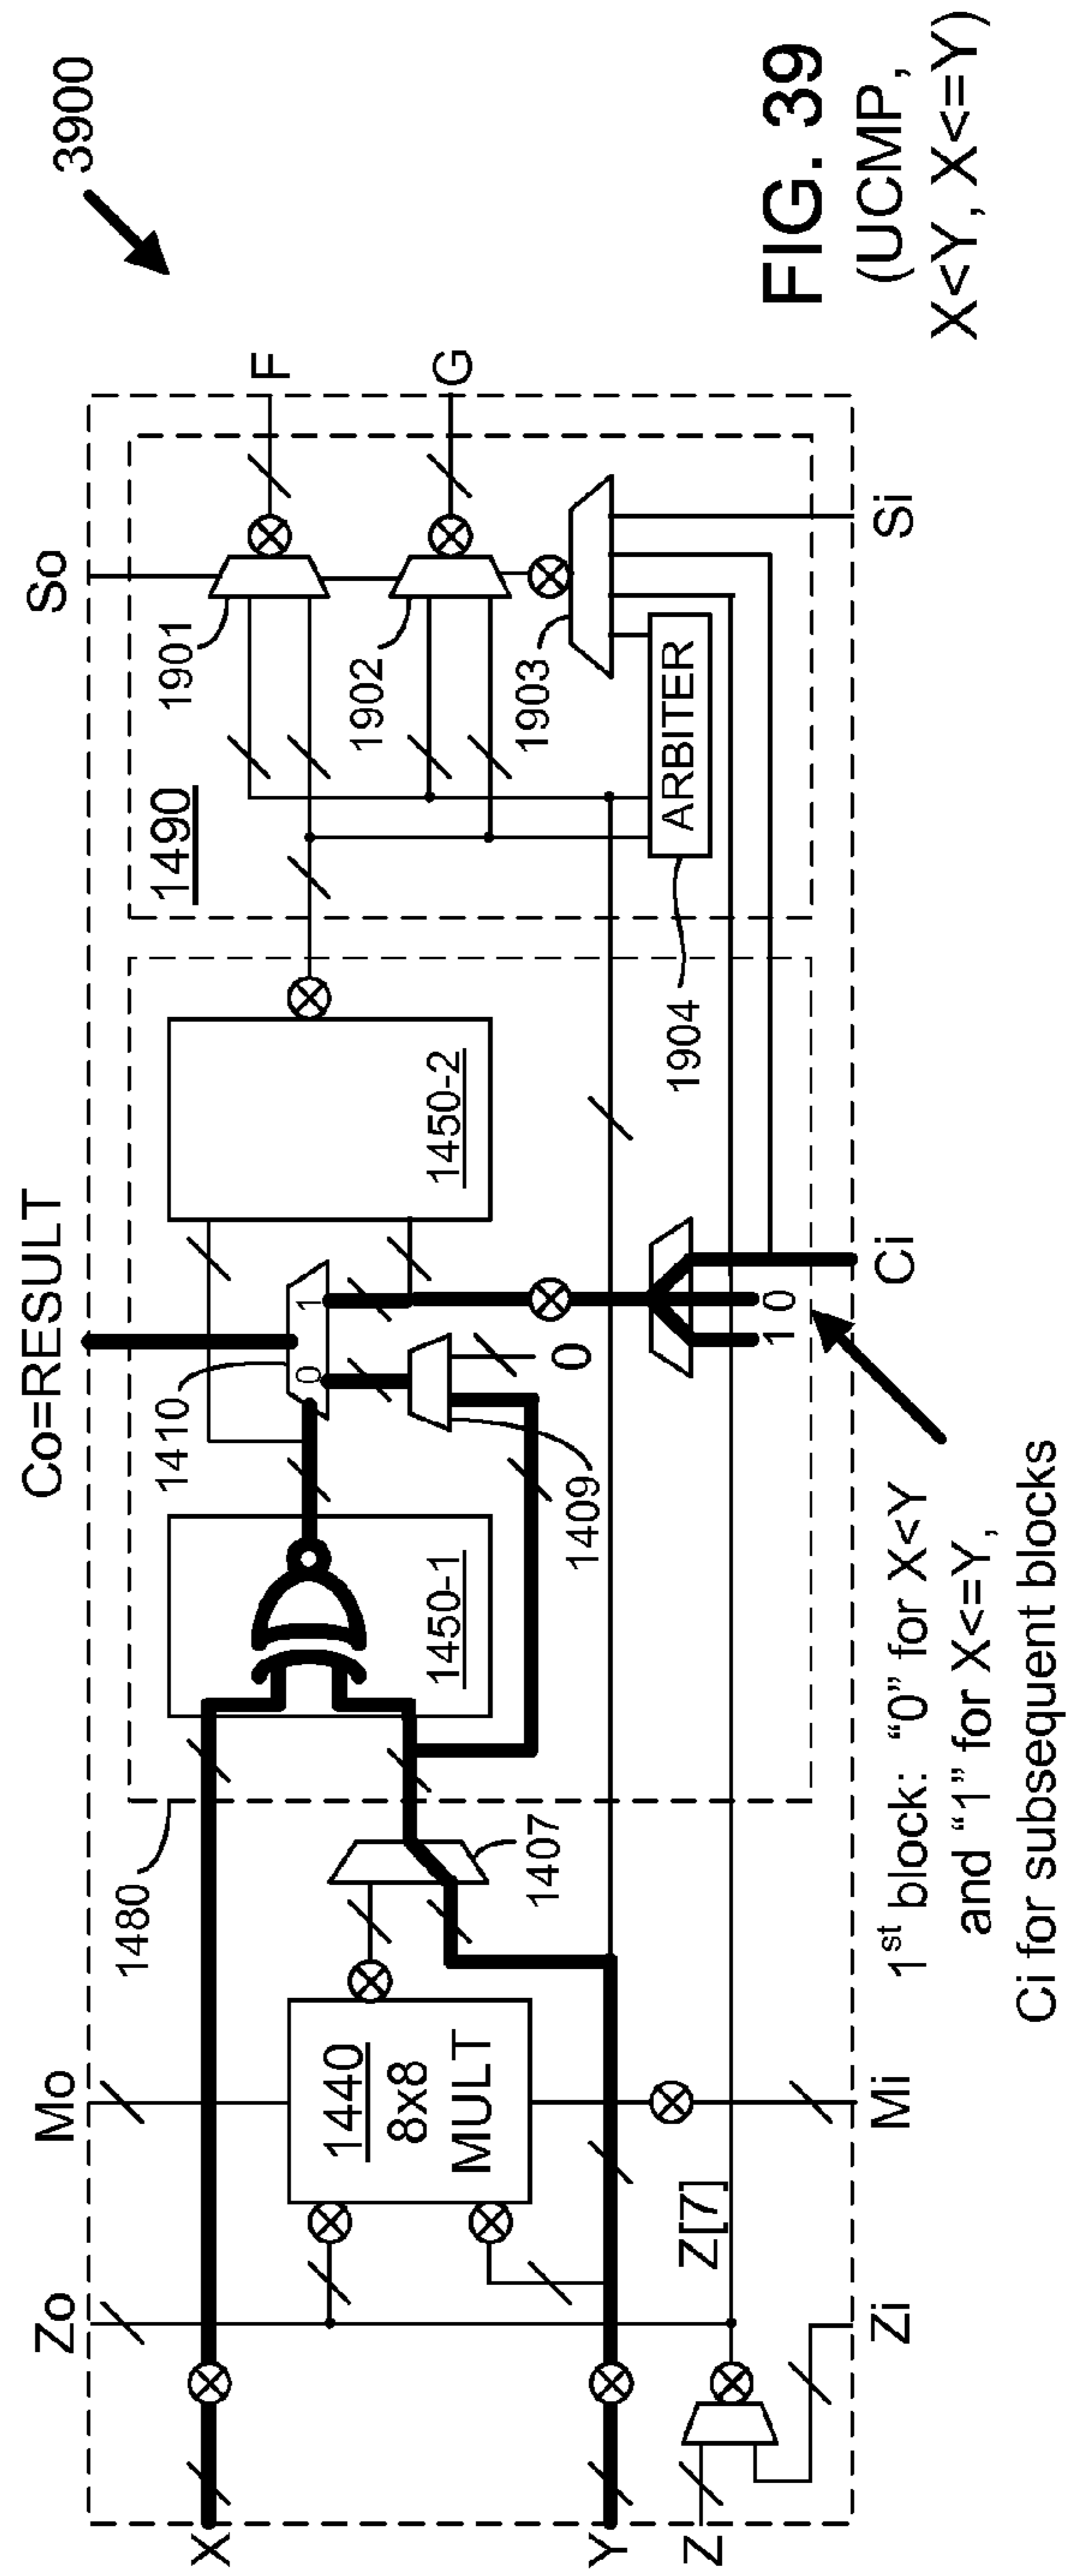 3900
So
F
G
1901
1902
1903
1490
ARBITER
Si
FIG. 39
(UCMP,
X<Y, X<=Y)
Co=RESULT
1450-2
1904
1410
0
1
1409
0
1
0
Ci
1450-1
1480
1407
1st block: “0” for X<Y
and “1” for X<=Y,
Ci for subsequent blocks
Mo
1440
8x8
MULT
Mi
Zo
Z[7]
Zi
X
Y
Z